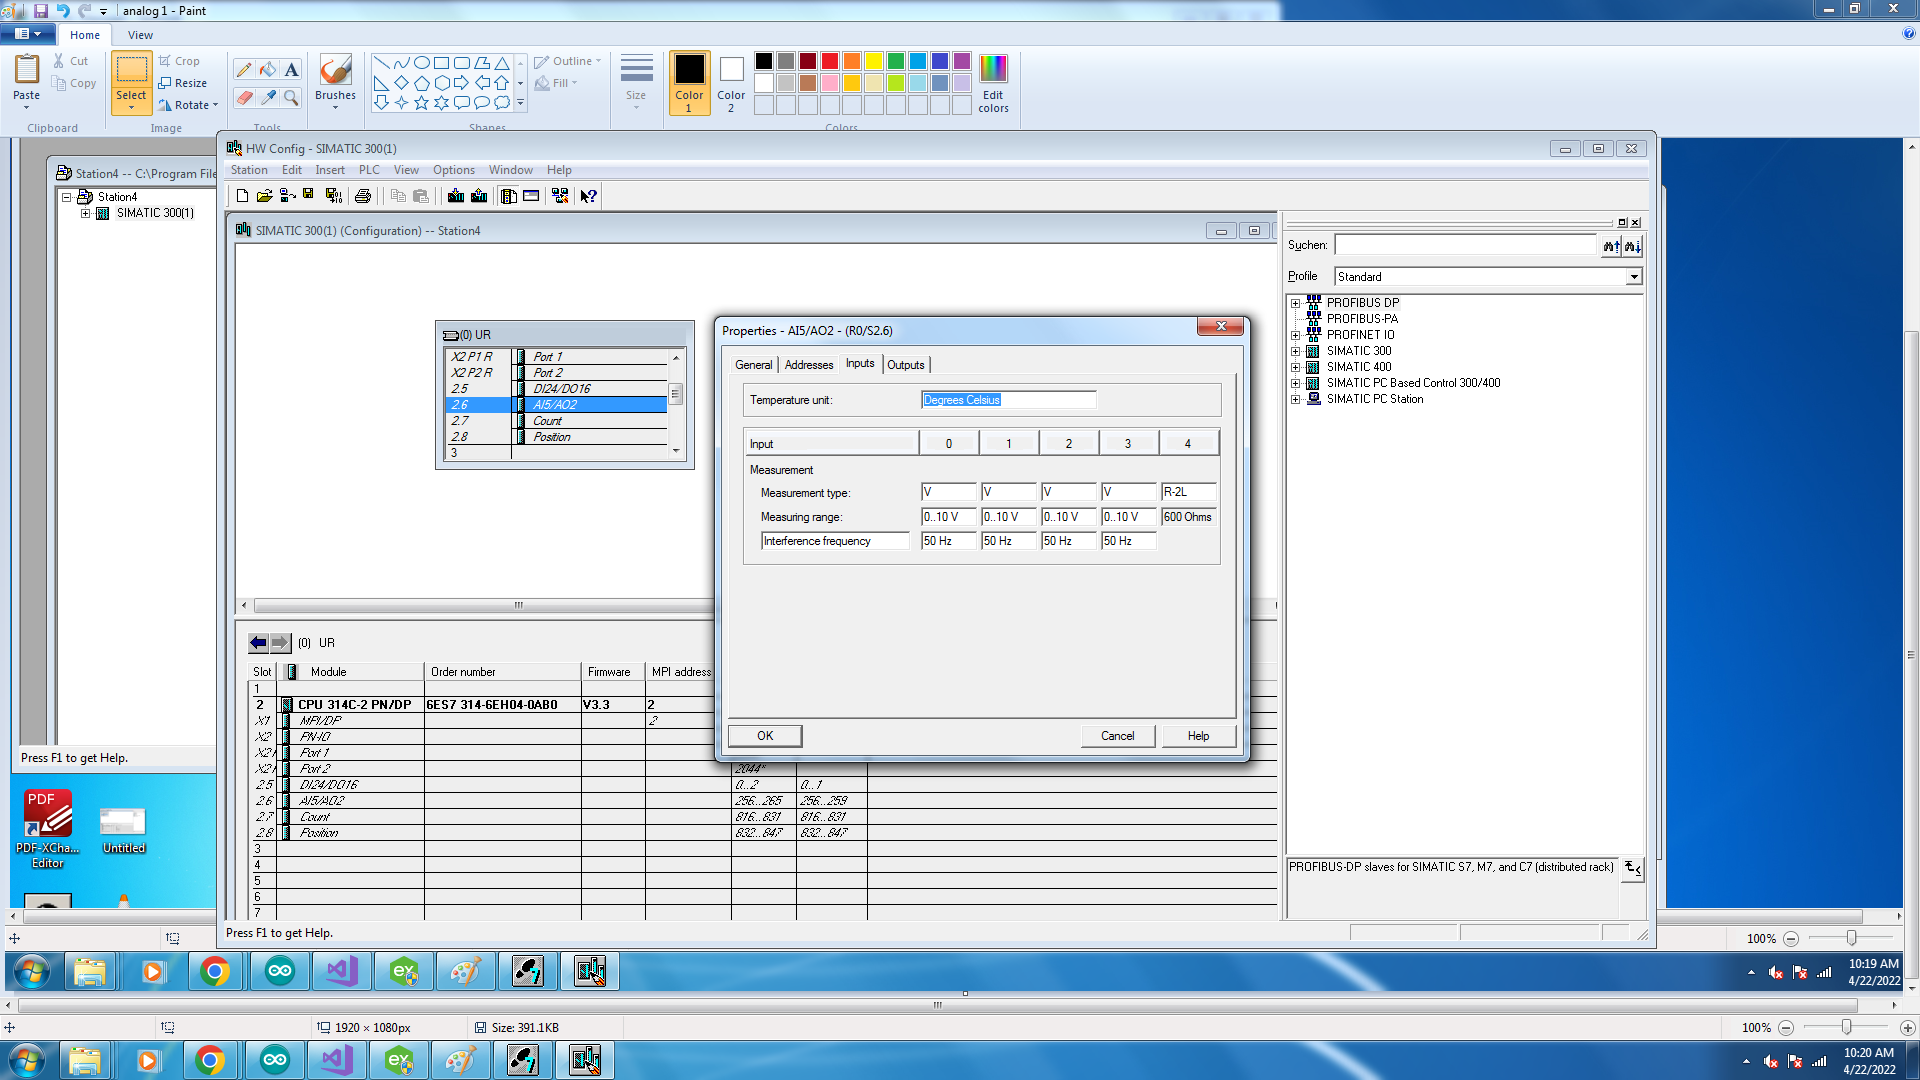 analog 1 - Paint
Home
View
Paste
Cut
Copy
Clipboard
Select
Crop
Resize
Rotate
Image
Tools
Brushes
Shapes
Outline
Fill
Size
Color 1
Color 2
Colors
Edit colors
HW Config - SIMATIC 300(1)
Station Edit Insert PLC View Options Window Help
Station4 -- C:\Program File
Station4
SIMATIC 300(1)
SIMATIC 300(1) (Configuration) -- Station4
(0) UR
X2 P1 R Port 1
X2 P2 R Port 2
2.5 DI24/DO16
2.6 AI5/AO2
2.7 Count
2.8 Position
3
Properties - AI5/AO2 - (R0/S2.6)
General Addresses Inputs Outputs
Temperature unit: Degrees Celsius
Input 0 1 2 3 4
Measurement
Measurement type: V V V V R-2L
Measuring range: 0..10 V 0..10 V 0..10 V 0..10 V 600 Ohms
Interference frequency 50 Hz 50 Hz 50 Hz 50 Hz
OK Cancel Help
Suchen:
Profile Standard
PROFIBUS DP
PROFIBUS-PA
PROFINET IO
SIMATIC 300
SIMATIC 400
SIMATIC PC Based Control 300/400
SIMATIC PC Station
PROFIBUS-DP slaves for SIMATIC S7, M7, and C7 (distributed rack)
(0) UR
Slot Module Order number Firmware MPI address
1
2 CPU 314C-2 PN/DP 6ES7 314-6EH04-0AB0 V3.3 2
X1 MPI/DP 2
X2 PN-IO
X2 Port 1
X2 Port 2 2044*
2.5 DI24/DO16 0...2 0...1
2.6 AI5/AO2 256...265 256...259
2.7 Count 816...831 816...831
2.8 Position 832...847 832...847
3
4
5
6
7
Press F1 to get Help.
Press F1 to get Help.
PDF
PDF-XCha... Editor
Untitled
100%
10:19 AM
4/22/2022
1920 × 1080px
Size: 391.1KB
100%
10:20 AM
4/22/2022